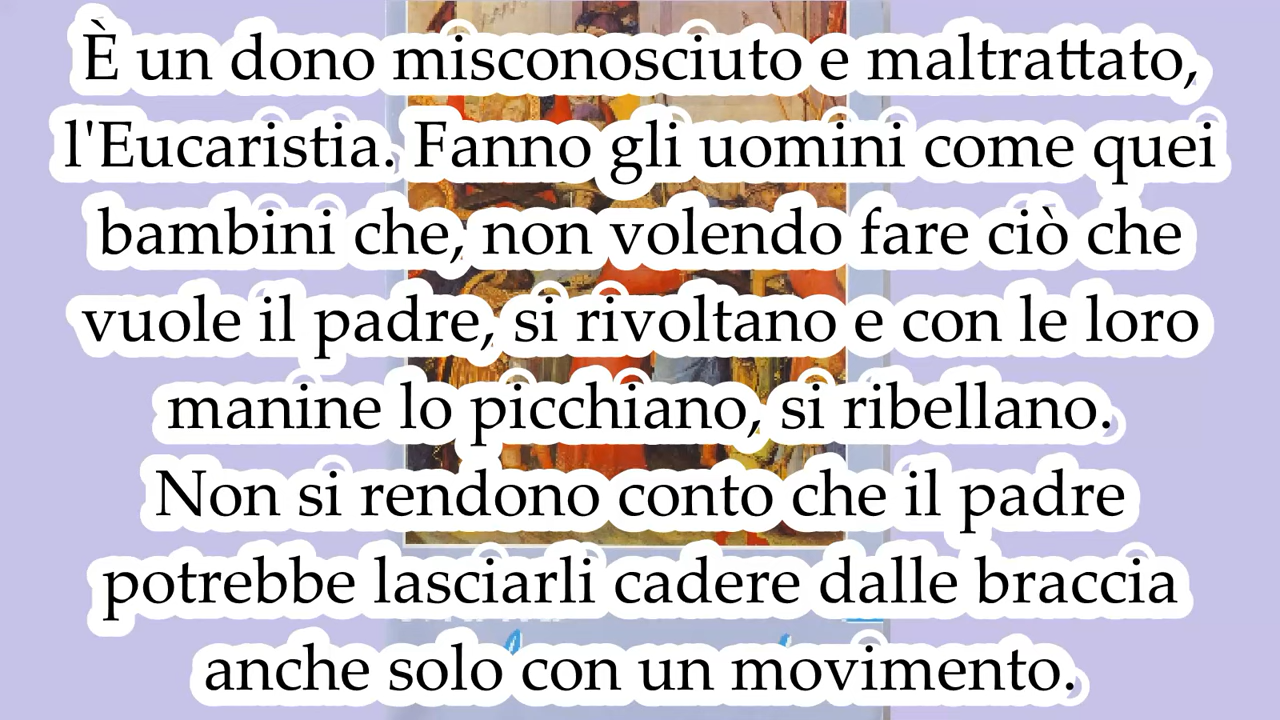 È un dono misconosciuto e maltrattato,
l'Eucaristia. Fanno gli uomini come quei
bambini che, non volendo fare ciò che
vuole il padre, si rivoltano e con le loro
manine lo picchiano, si ribellano.
Non si rendono conto che il padre
potrebbe lasciarli cadere dalle braccia
anche solo con un movimento.